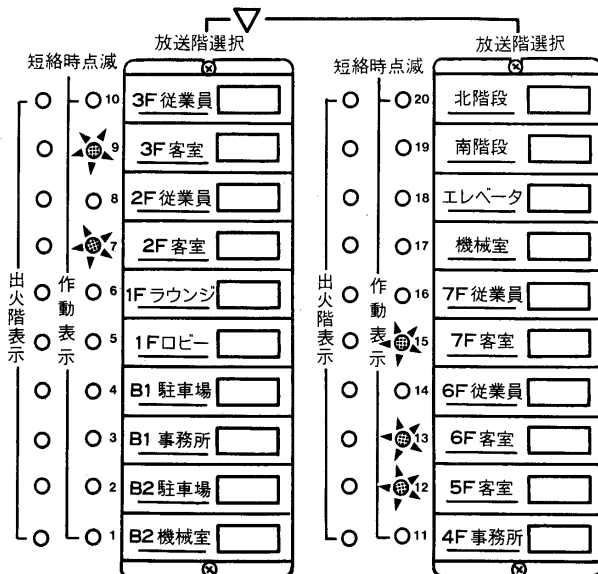 放送階選択
短絡時点滅
10 3F従業員
9 3F客室
8 2F従業員
7 2F客室
6 1Fラウンジ
5 1Fロビー
4 B1駐車場
3 B1事務所
2 B2駐車場
1 B2機械室
出火階表示
作動表示
放送階選択
短絡時点滅
20 北階段
19 南階段
18 エレベータ
17 機械室
16 7F従業員
15 7F客室
14 6F従業員
13 6F客室
12 5F客室
11 4F事務所
出火階表示
作動表示